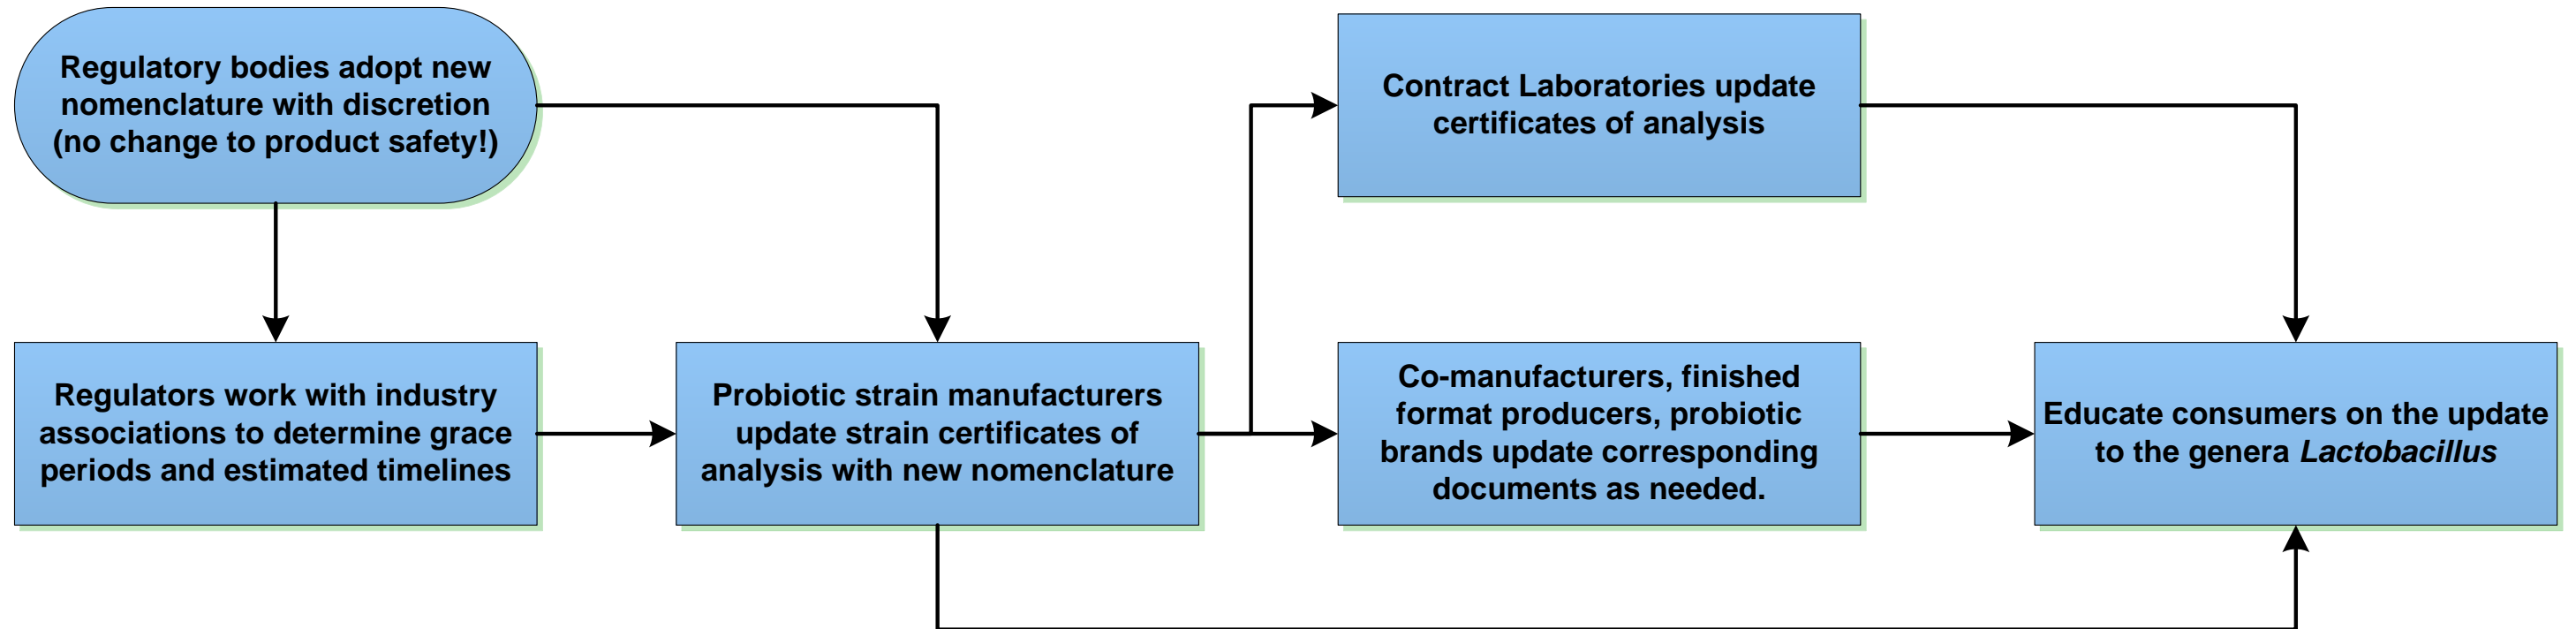 Regulatory bodies adopt new
nomenclature with discretion
(no change to product safety!)
Contract Laboratories update
certificates of analysis
Regulators work with industry
associations to determine grace
periods and estimated timelines
Probiotic strain manufacturers
update strain certificates of
analysis with new nomenclature
Co-manufacturers, finished
format producers, probiotic
brands update corresponding
documents as needed.
Educate consumers on the update
to the genera Lactobacillus